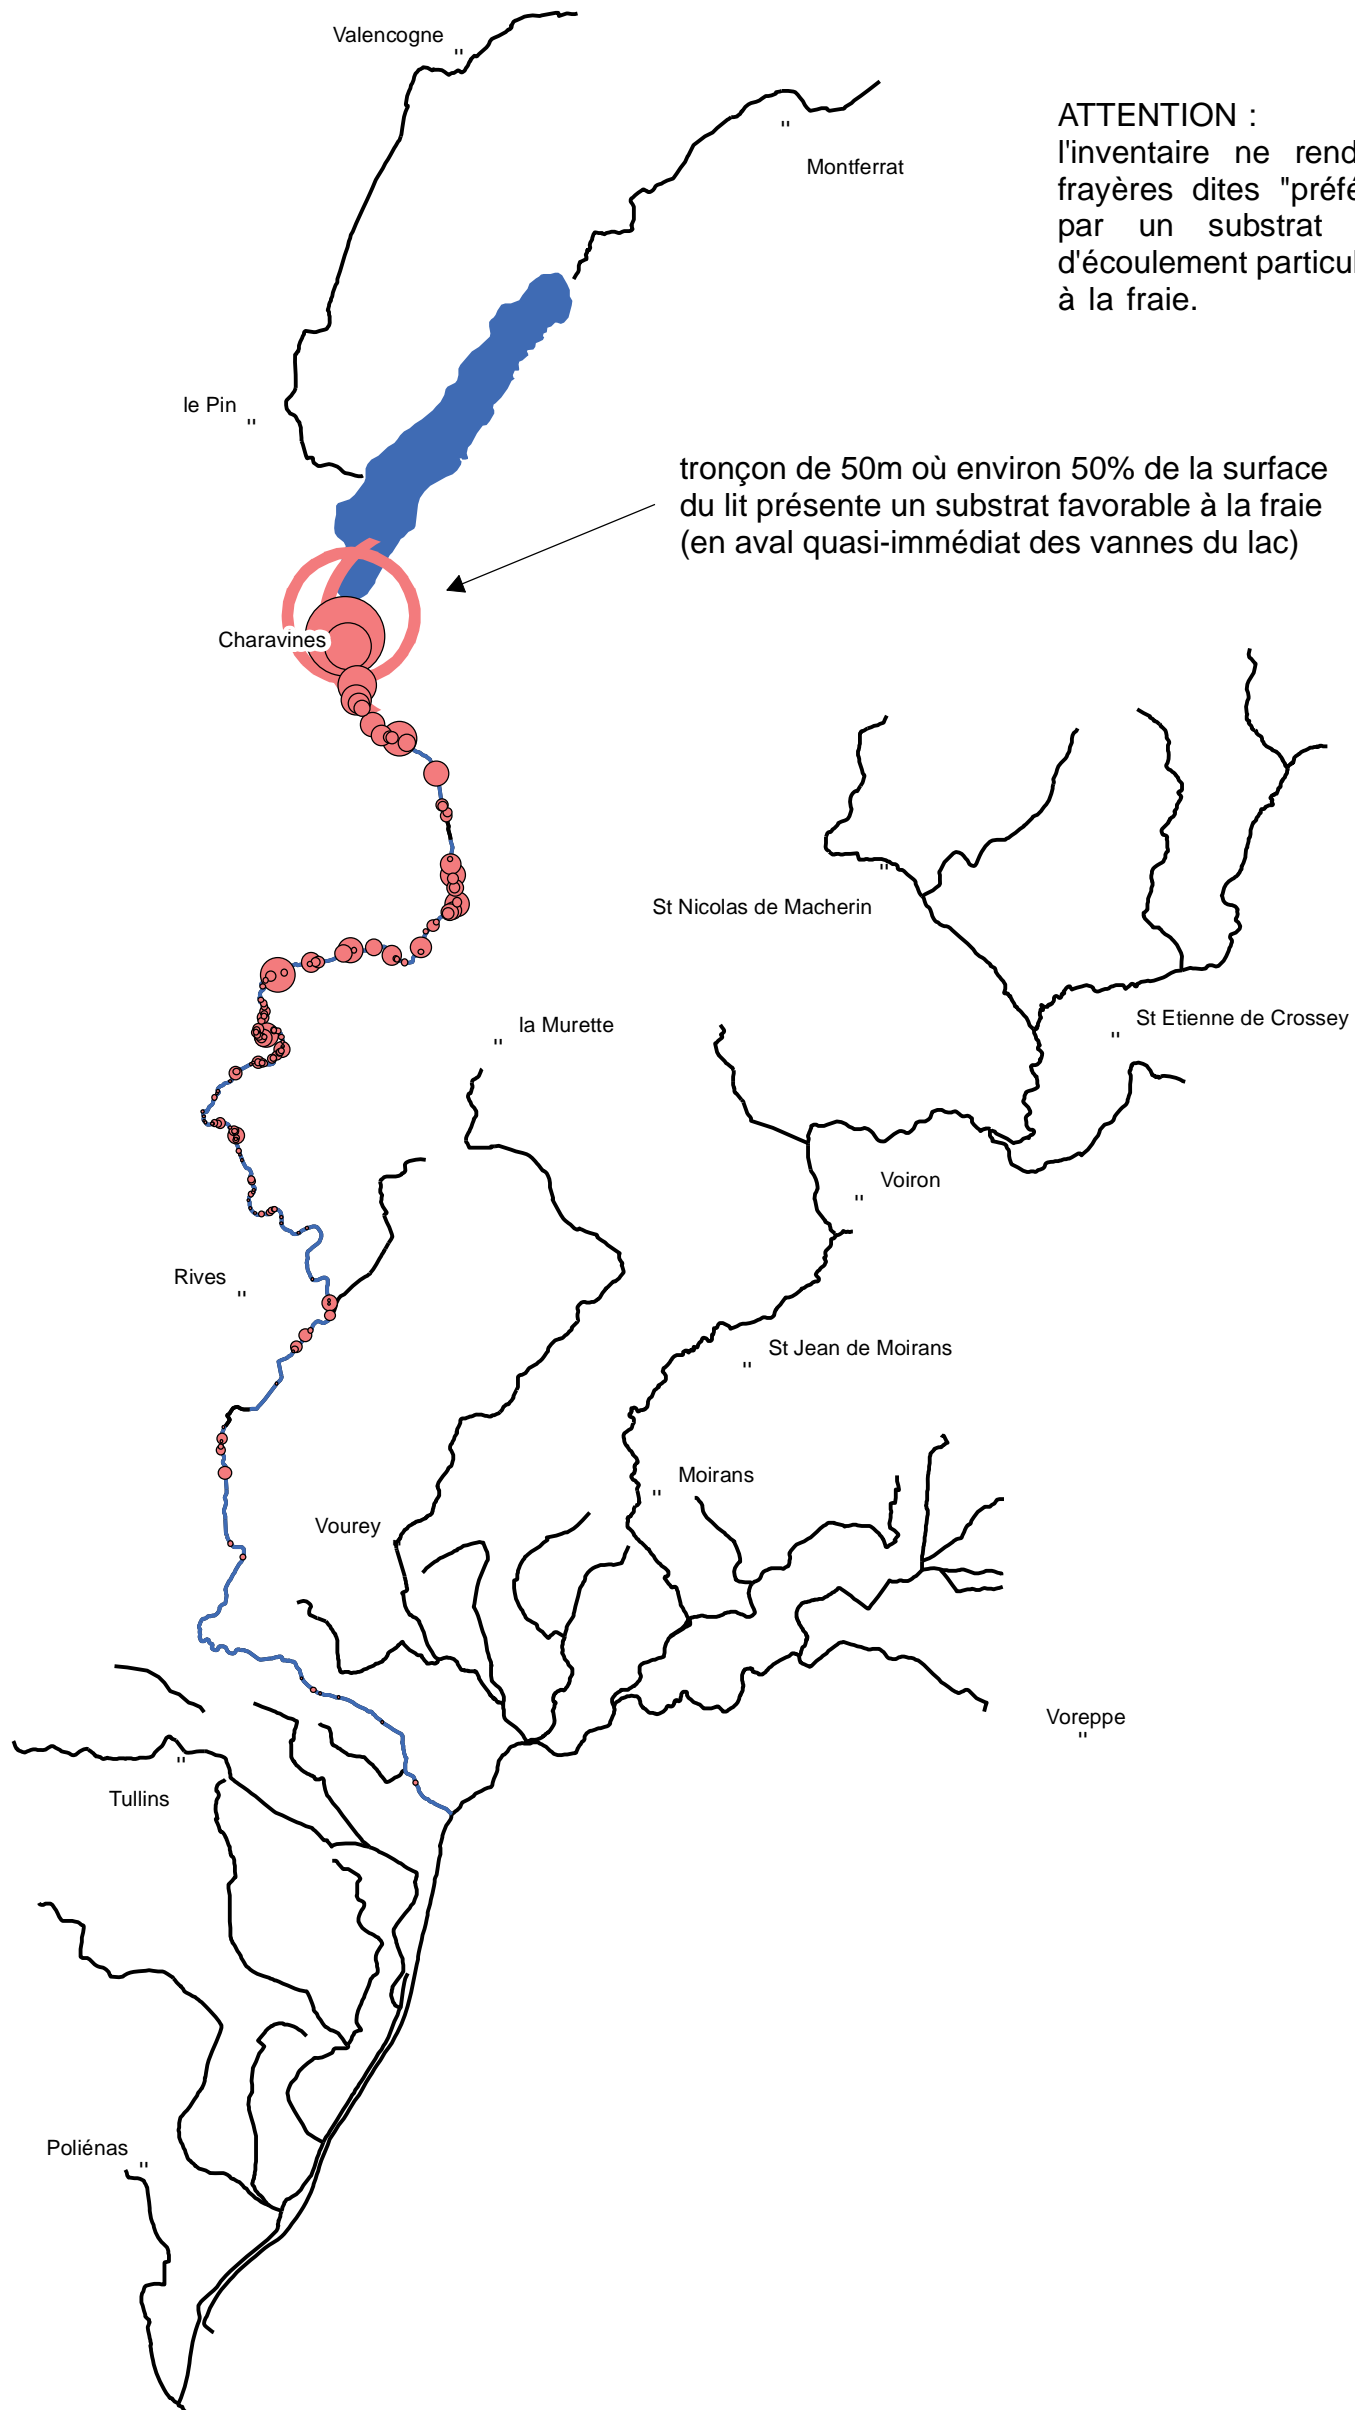 Valencogne
Montferrat
ATTENTION :
l'inventaire ne rend
frayères dites "préfé
par un substrat
d'écoulement particul
à la fraie.
le Pin
tronçon de 50m où environ 50% de la surface
du lit présente un substrat favorable à la fraie
(en aval quasi-immédiat des vannes du lac)
Charavines
St Nicolas de Macherin
la Murette
St Etienne de Crossey
Voiron
Rives
St Jean de Moirans
Moirans
Vourey
Voreppe
Tullins
Poliénas